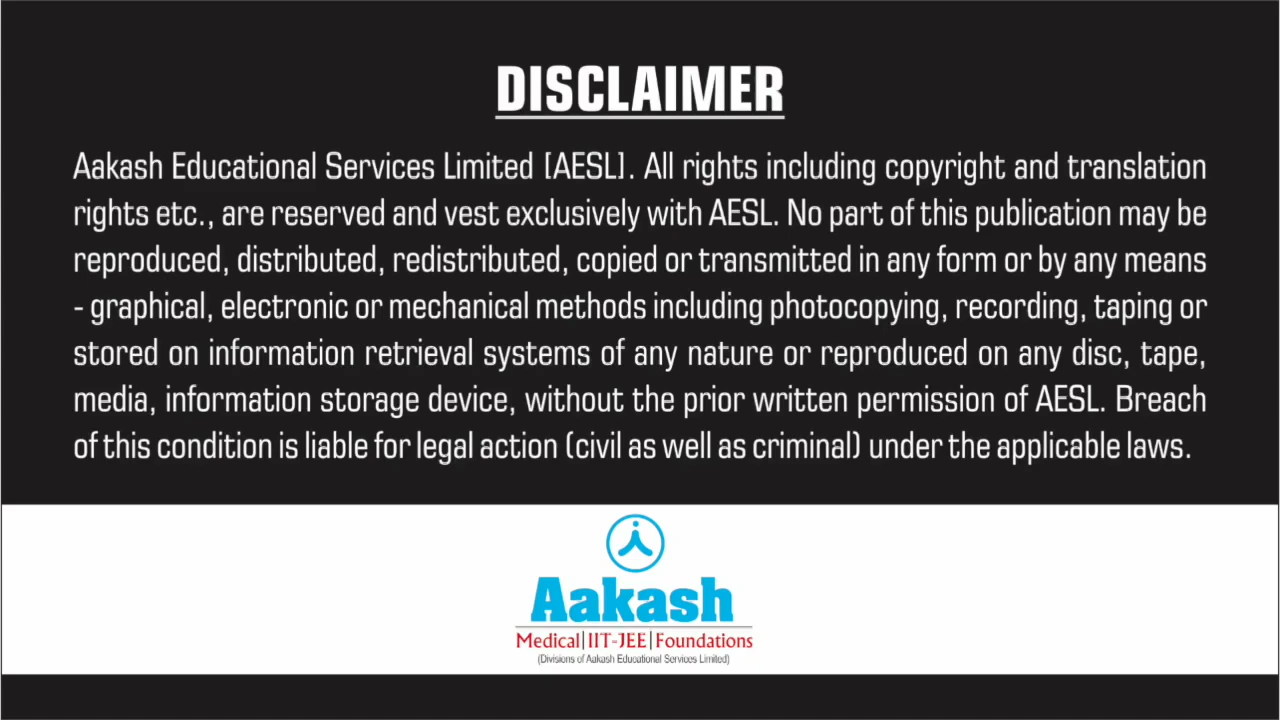 DISCLAIMER
Aakash Educational Services Limited [AESL]. All rights including copyright and translation
rights etc., are reserved and vest exclusively with AESL. No part of this publication may be
reproduced, distributed, redistributed, copied or transmitted in any form or by any means
- graphical, electronic or mechanical methods including photocopying, recording, taping or
stored on information retrieval systems of any nature or reproduced on any disc, tape,
media, information storage device, without the prior written permission of AESL. Breach
of this condition is liable for legal action (civil as well as criminal) under the applicable laws.
Aakash
Medical|IIT-JEE|Foundations
(Divisions of Aakash Educational Services Limited)